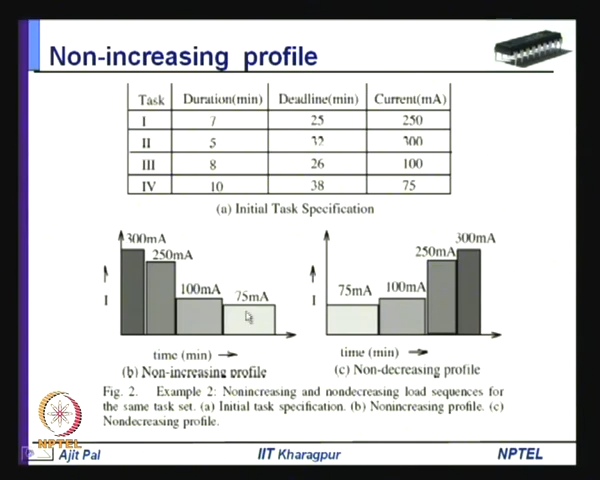 Non-increasing profile
Task Duration(min) Deadline(min) Current(mA)
I 7 25 250
II 5 32 300
III 8 26 100
IV 10 38 75
(a) Initial Task Specification
300mA
250mA
100mA
75mA
I
time (min)
(b) Non-increasing profile
300mA
250mA
100mA
75mA
I
time (min)
(c) Non-decreasing profile
Fig. 2. Example 2: Nonincreasing and nondecreasing load sequences for
the same task set. (a) Initial task specification. (b) Nonincreasing profile. (c)
Nondecreasing profile.
NPTEL
Ajit Pal IIT Kharagpur NPTEL